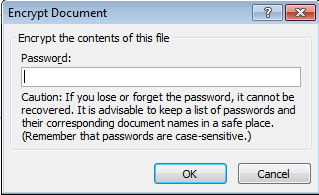 Encrypt Document
Encrypt the contents of this file
Password:
Caution: If you lose or forget the password, it cannot be
recovered. It is advisable to keep a list of passwords and
their corresponding document names in a safe place.
(Remember that passwords are case-sensitive.)
OK Cancel